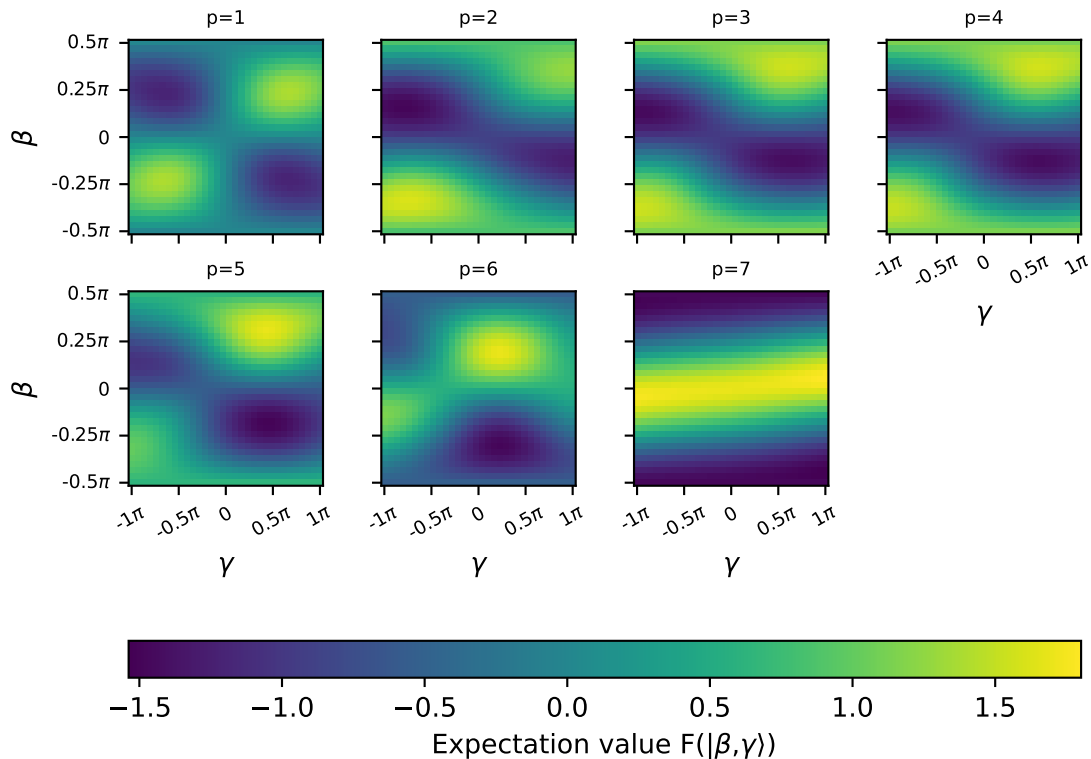 p=1 p=2 p=3 p=4
0.5π
0.25π
0
-0.25π
-0.5π
β
-1π -0.5π 0 0.5π 1π
γ
p=5 p=6 p=7
0.5π
0.25π
0
-0.25π
-0.5π
β
-1π -0.5π 0 0.5π 1π -1π -0.5π 0 0.5π 1π -1π -0.5π 0 0.5π 1π
γ γ γ
−1.5 −1.0 −0.5 0.0 0.5 1.0 1.5
Expectation value F(|β,γ⟩)